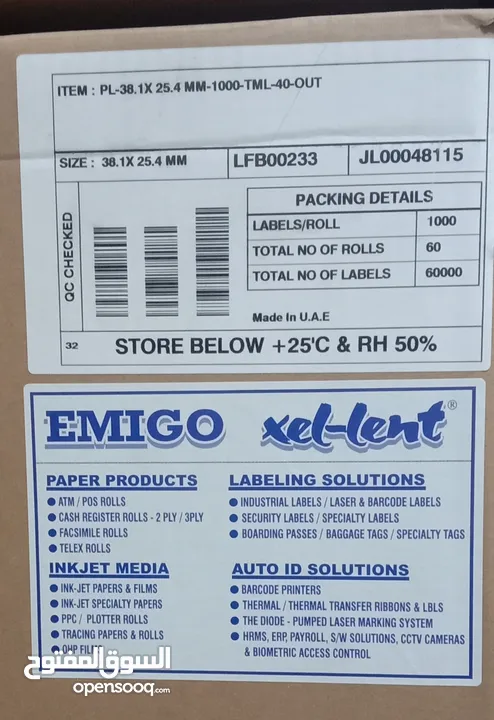 ITEM : PL-38.1X 25.4 MM-1000-TML-40-OUT
SIZE : 38.1X 25.4 MM
LFB00233
JL00048115
QC CHECKED
PACKING DETAILS
LABELS/ROLL 1000
TOTAL NO OF ROLLS 60
TOTAL NO OF LABELS 60000
Made In U.A.E
32
STORE BELOW +25'C & RH 50%
EMIGO
xel-lent®
PAPER PRODUCTS
● ATM / POS ROLLS
● CASH REGISTER ROLLS - 2 PLY / 3PLY
● FACSIMILE ROLLS
● TELEX ROLLS
LABELING SOLUTIONS
● INDUSTRIAL LABELS / LASER & BARCODE LABELS
● SECURITY LABELS / SPECIALTY LABELS
● BOARDING PASSES / BAGGAGE TAGS / SPECIALTY TAGS
INKJET MEDIA
● INK-JET PAPERS & FILMS
● INK-JET SPECIALTY PAPERS
● PPC / PLOTTER ROLLS
● TRACING PAPERS & ROLLS
● OHP FILMS
AUTO ID SOLUTIONS
● BARCODE PRINTERS
● THERMAL / THERMAL TRANSFER RIBBONS & LBLS
● THE DIODE - PUMPED LASER MARKING SYSTEM
● HRMS, ERP, PAYROLL, S/W SOLUTIONS, CCTV CAMERAS
& BIOMETRIC ACCESS CONTROL
السوق المفتوح
opensooq.com